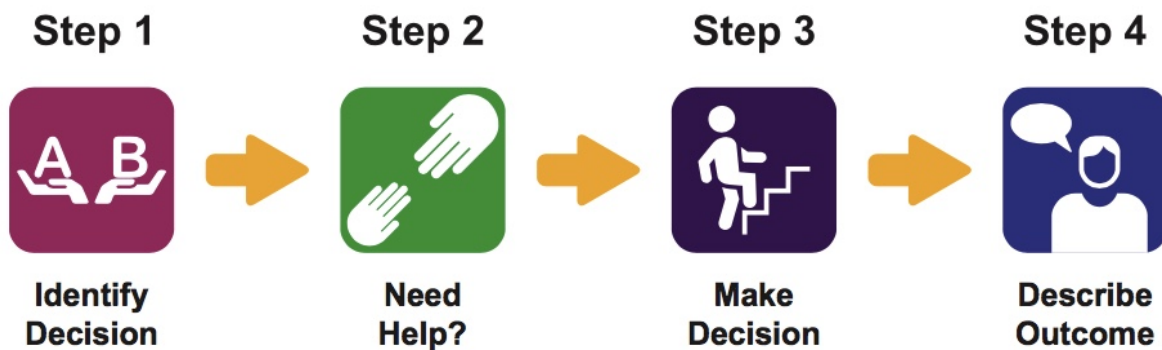 Step 1
Step 2
Step 3
Step 4
A B
Identify
Decision
Need
Help?
Make
Decision
Describe
Outcome